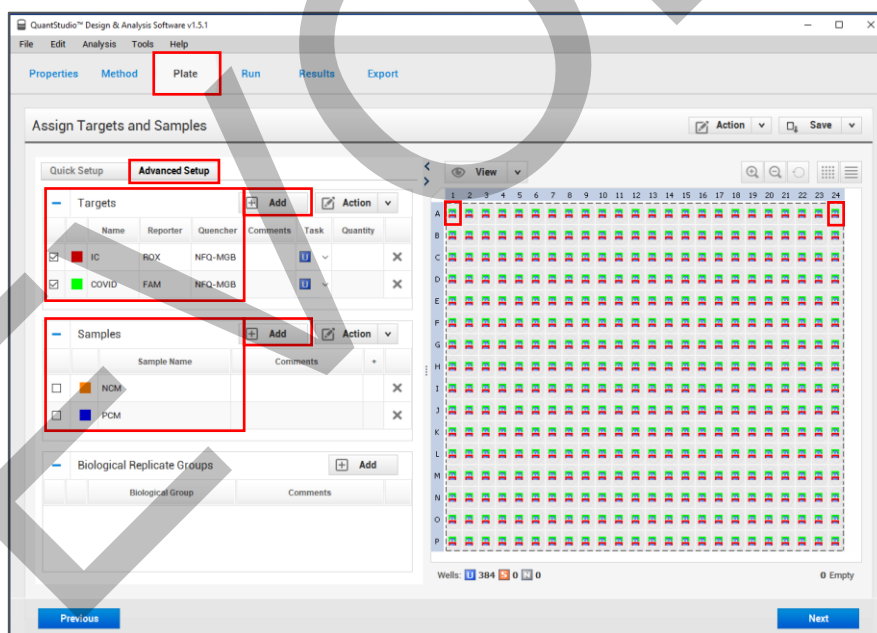 QuantStudio™ Design & Analysis Software v1.5.1
File Edit Analysis Tools Help
Properties Method Plate Run Results Export
Assign Targets and Samples
Action Save
Quick Setup Advanced Setup
View
Targets Add Action
Name Reporter Quencher Comments Task Quantity
IC ROX NFQ-MGB U
COVID FAM NFQ-MGB U
Samples Add Action
Sample Name Comments *
NCM
PCM
Biological Replicate Groups Add
Biological Group Comments
1 2 3 4 5 6 7 8 9 10 11 12 13 14 15 16 17 18 19 20 21 22 23 24
A
B
C
D
E
F
G
H
I
J
K
L
M
N
O
P
Wells: U 384 S 0 N 0 0 Empty
Previous Next